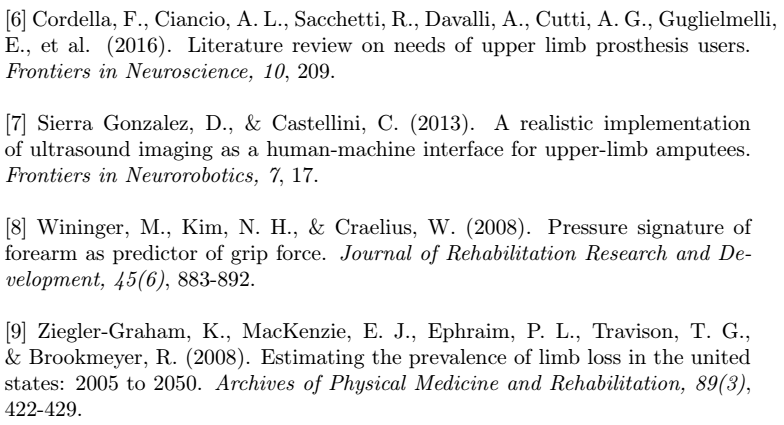 [6] Cordella, F., Ciancio, A. L., Sacchetti, R., Davalli, A., Cutti, A. G., Guglielmelli,
E., et al. (2016). Literature review on needs of upper limb prosthesis users.
Frontiers in Neuroscience, 10, 209.
[7] Sierra Gonzalez, D., & Castellini, C. (2013). A realistic implementation
of ultrasound imaging as a human-machine interface for upper-limb amputees.
Frontiers in Neurorobotics, 7, 17.
[8] Wininger, M., Kim, N. H., & Craelius, W. (2008). Pressure signature of
forearm as predictor of grip force. Journal of Rehabilitation Research and De-
velopment, 45(6), 883-892.
[9] Ziegler-Graham, K., MacKenzie, E. J., Ephraim, P. L., Travison, T. G.,
& Brookmeyer, R. (2008). Estimating the prevalence of limb loss in the united
states: 2005 to 2050. Archives of Physical Medicine and Rehabilitation, 89(3),
422-429.